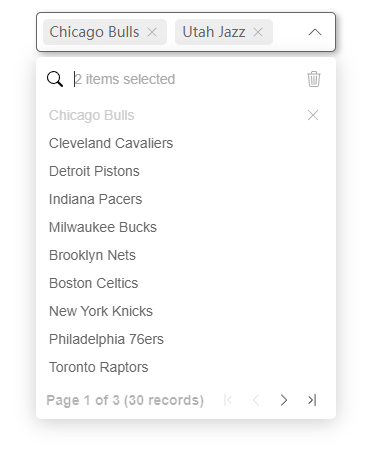 Chicago Bulls Utah Jazz
2 items selected
Chicago Bulls
Cleveland Cavaliers
Detroit Pistons
Indiana Pacers
Milwaukee Bucks
Brooklyn Nets
Boston Celtics
New York Knicks
Philadelphia 76ers
Toronto Raptors
Page 1 of 3 (30 records)